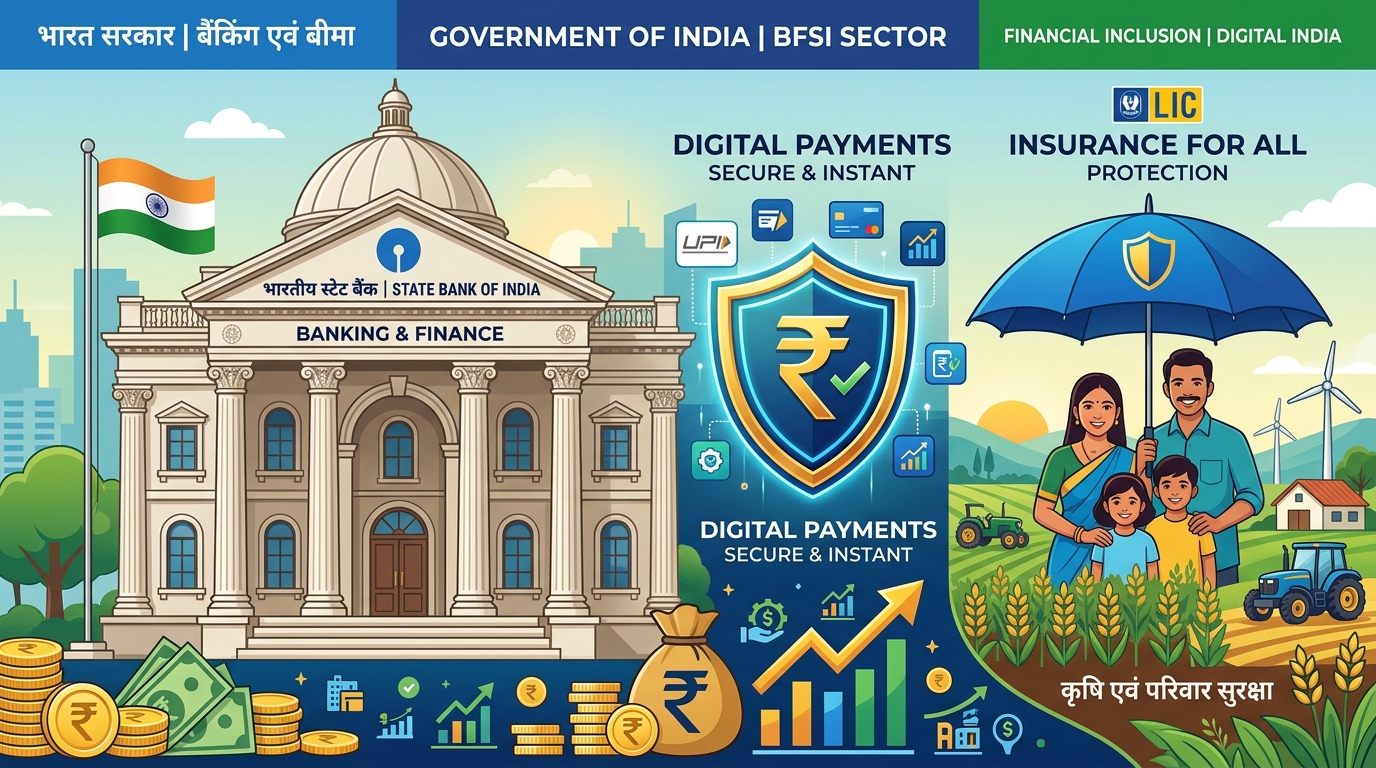 भारत सरकार | बैंकिंग एवं बीमा
GOVERNMENT OF INDIA | BFSI SECTOR
FINANCIAL INCLUSION | DIGITAL INDIA
LIC
DIGITAL PAYMENTS
SECURE & INSTANT
INSURANCE FOR ALL
PROTECTION
UPI
भारतीय स्टेट बैंक | STATE BANK OF INDIA
BANKING & FINANCE
₹
DIGITAL PAYMENTS
SECURE & INSTANT
कृषि एवं परिवार सुरक्षा